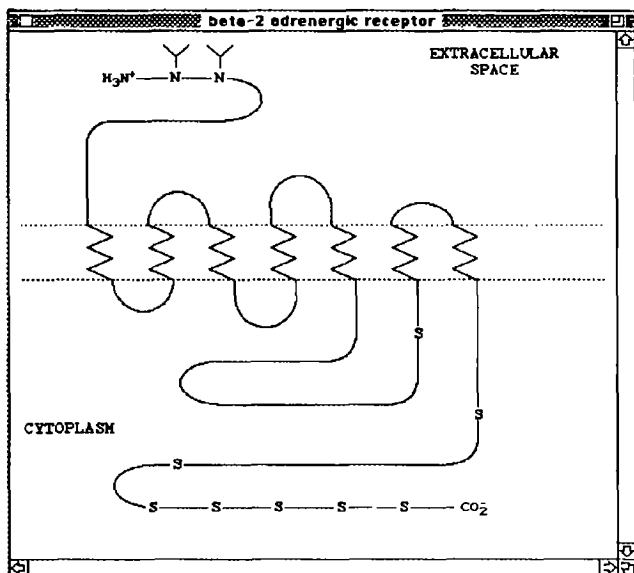 beta-2 adrenergic receptor
EXTRACELLULAR
SPACE
H₃N⁺ N N
S
CYTOPLASM
S
S
S S S S S CO₂⁻